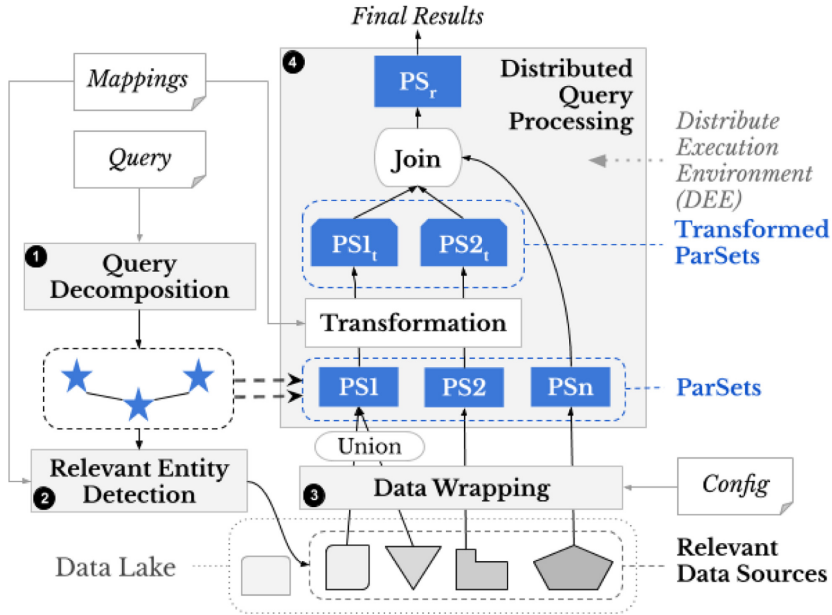 Final Results
4
Mappings
PSr
Distributed
Query
Processing
Query
Join
Distribute
Execution
Environment
(DEE)
1
Query
Decomposition
PS1t
PS2t
Transformed
ParSets
Transformation
PS1
PS2
PSn
ParSets
Union
Relevant Entity
Detection
2
3
Data Wrapping
Config
Data Lake
Relevant
Data Sources